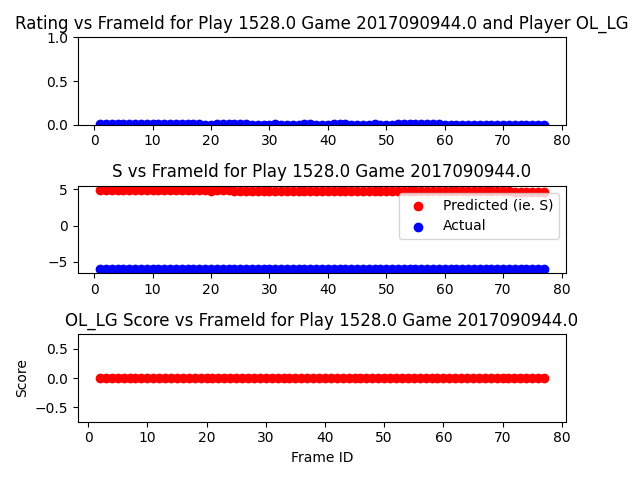 Rating vs FrameId for Play 1528.0 Game 2017090944.0 and Player OL_LG
1.0
0.5
0.0
0 10 20 30 40 50 60 70 80
S vs FrameId for Play 1528.0 Game 2017090944.0
5
0
−5
Predicted (ie. S)
Actual
0 10 20 30 40 50 60 70 80
OL_LG Score vs FrameId for Play 1528.0 Game 2017090944.0
Score
0.5
0.0
−0.5
0 10 20 30 40 50 60 70 80
Frame ID